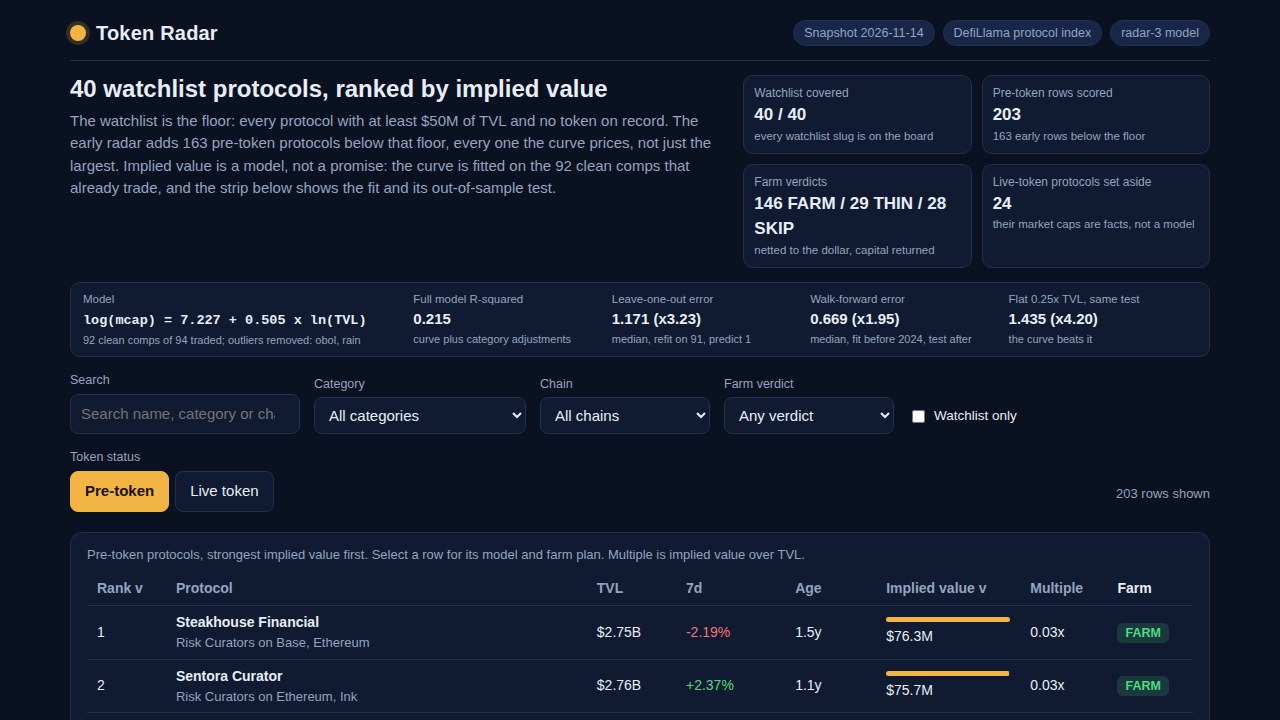 Token Radar
Snapshot 2026-11-14
DefiLlama protocol index
radar-3 model
40 watchlist protocols, ranked by implied value
The watchlist is the floor: every protocol with at least $50M of TVL and no token on record. The
early radar adds 163 pre-token protocols below that floor, every one the curve prices, not just the
largest. Implied value is a model, not a promise: the curve is fitted on the 92 clean comps that
already trade, and the strip below shows the fit and its out-of-sample test.
Watchlist covered
40 / 40
every watchlist slug is on the board
Pre-token rows scored
203
163 early rows below the floor
Farm verdicts
146 FARM / 29 THIN / 28
SKIP
netted to the dollar, capital returned
Live-token protocols set aside
24
their market caps are facts, not a model
Model
log(mcap) = 7.227 + 0.505 x ln(TVL)
92 clean comps of 94 traded; outliers removed: obol, rain
Full model R-squared
0.215
curve plus category adjustments
Leave-one-out error
1.171 (x3.23)
median, refit on 91, predict 1
Walk-forward error
0.669 (x1.95)
median, fit before 2024, test after
Flat 0.25x TVL, same test
1.435 (x4.20)
the curve beats it
Search
Search name, category or cha
Category
All categories
Chain
All chains
Farm verdict
Any verdict
Watchlist only
Token status
Pre-token
Live token
203 rows shown
Pre-token protocols, strongest implied value first. Select a row for its model and farm plan. Multiple is implied value over TVL.
Rank v Protocol TVL 7d Age Implied value v Multiple Farm
1 Steakhouse Financial $2.75B -2.19% 1.5y $76.3M 0.03x FARM
Risk Curators on Base, Ethereum
2 Sentora Curator $2.76B +2.37% 1.1y $75.7M 0.03x FARM
Risk Curators on Ethereum, Ink